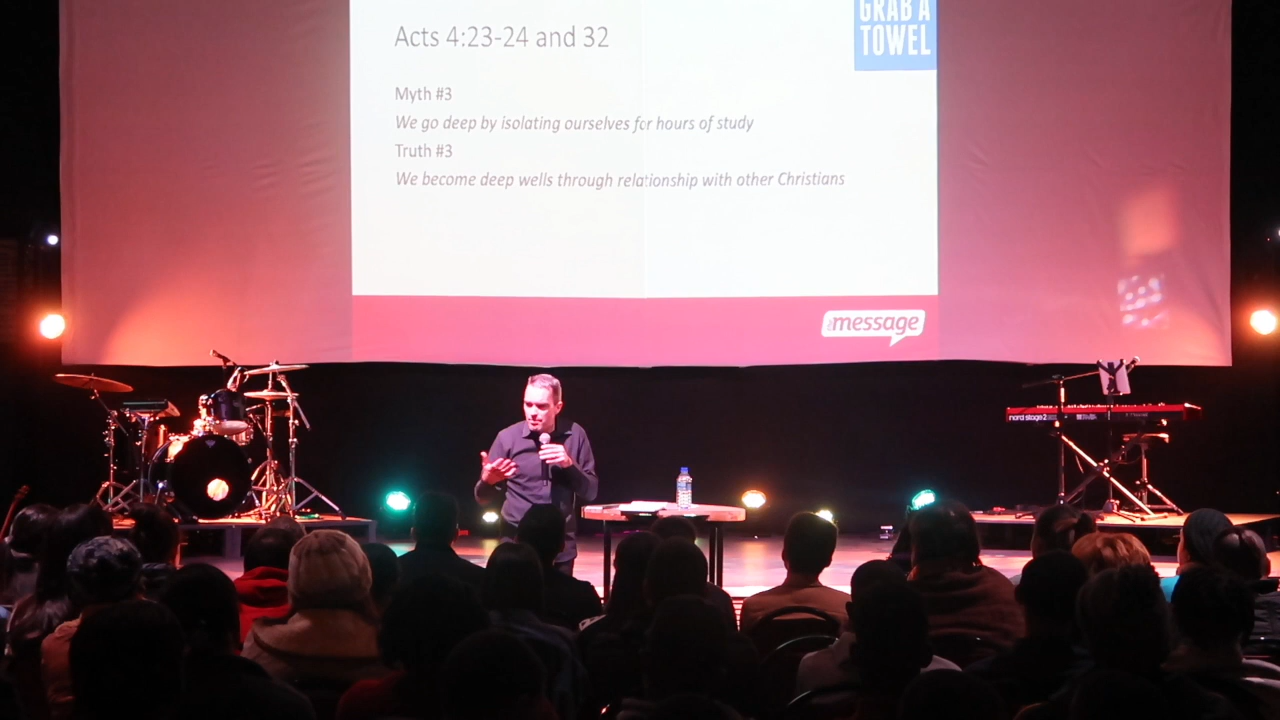 GRAB A
TOWEL
Acts 4:23-24 and 32
Myth #3
We go deep by isolating ourselves for hours of study
Truth #3
We become deep wells through relationship with other Christians
message
nord stage 2